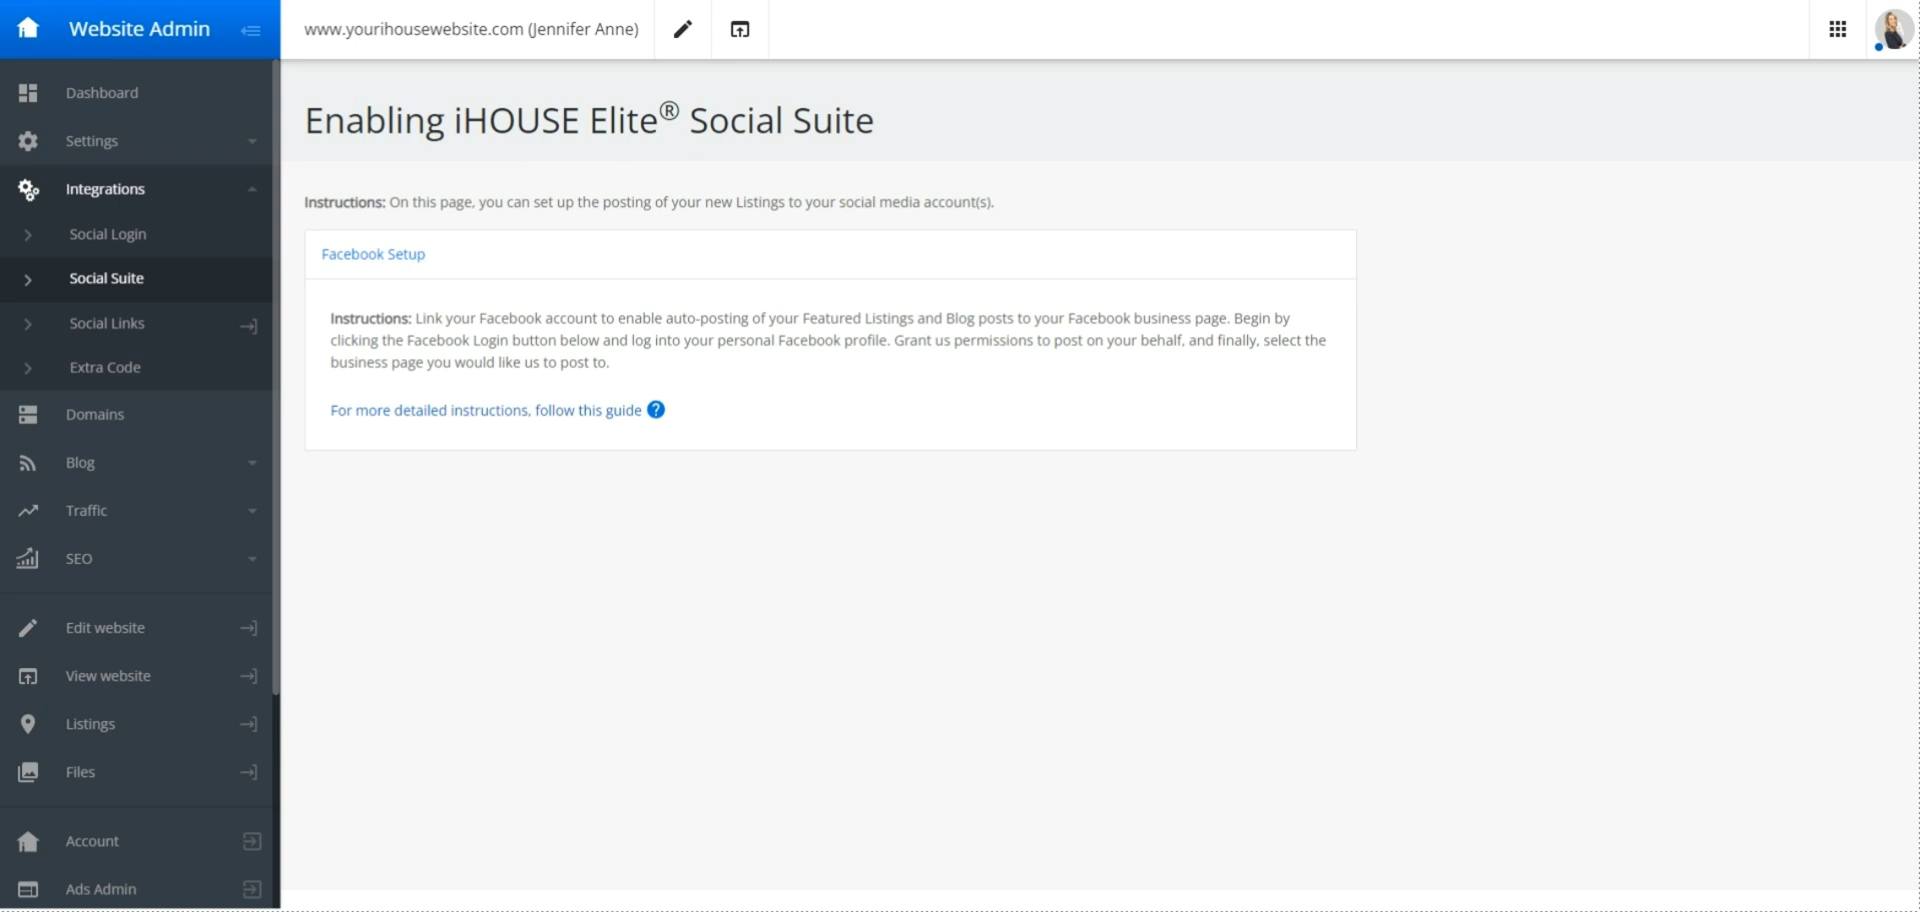 Website Admin
www.yourihousewebsite.com (Jennifer Anne)
Dashboard
Settings
Integrations
Social Login
Social Suite
Social Links
Extra Code
Domains
Blog
Traffic
SEO
Edit website
View website
Listings
Files
Account
Ads Admin
Enabling iHOUSE Elite® Social Suite
Instructions: On this page, you can set up the posting of your new Listings to your social media account(s).
Facebook Setup
Instructions: Link your Facebook account to enable auto-posting of your Featured Listings and Blog posts to your Facebook business page. Begin by
clicking the Facebook Login button below and log into your personal Facebook profile. Grant us permissions to post on your behalf, and finally, select the
business page you would like us to post to.
For more detailed instructions, follow this guide ?